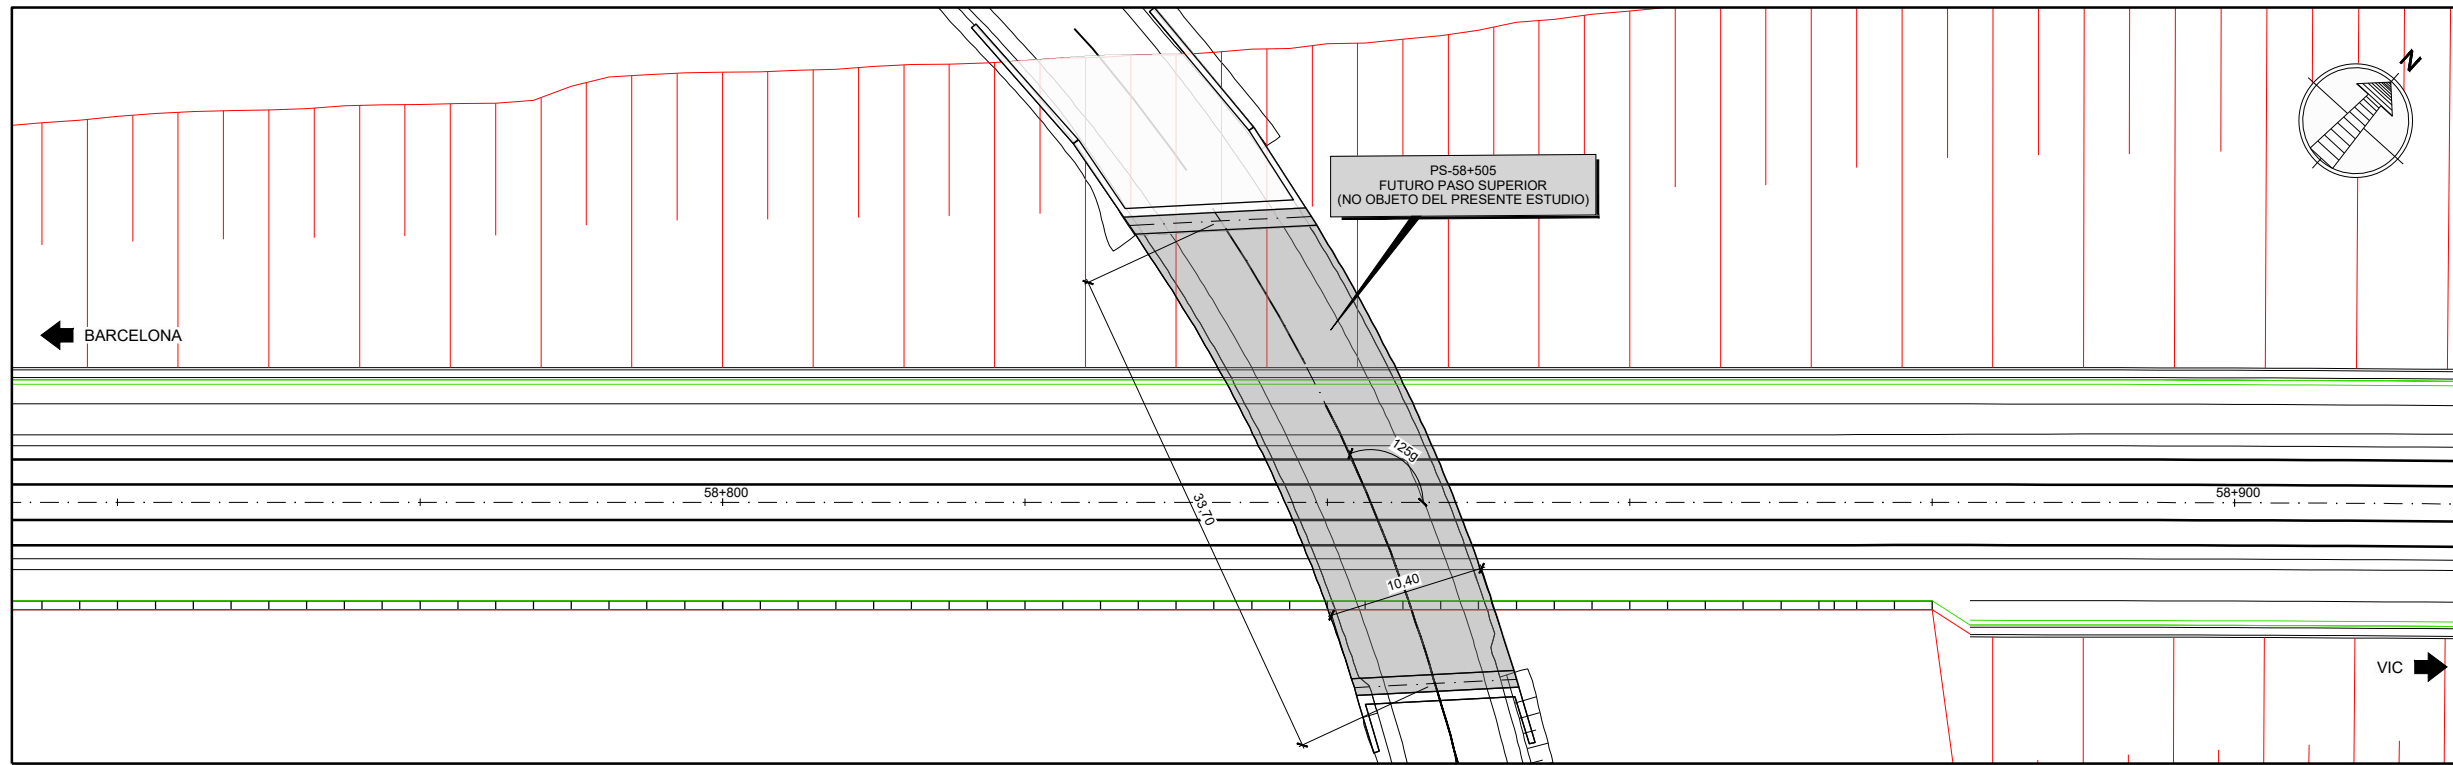 N
PS-58+505
FUTURO PASO SUPERIOR
(NO OBJETO DEL PRESENTE ESTUDIO)
BARCELONA
125g
58+800
58+900
33,70
10,40
VIC